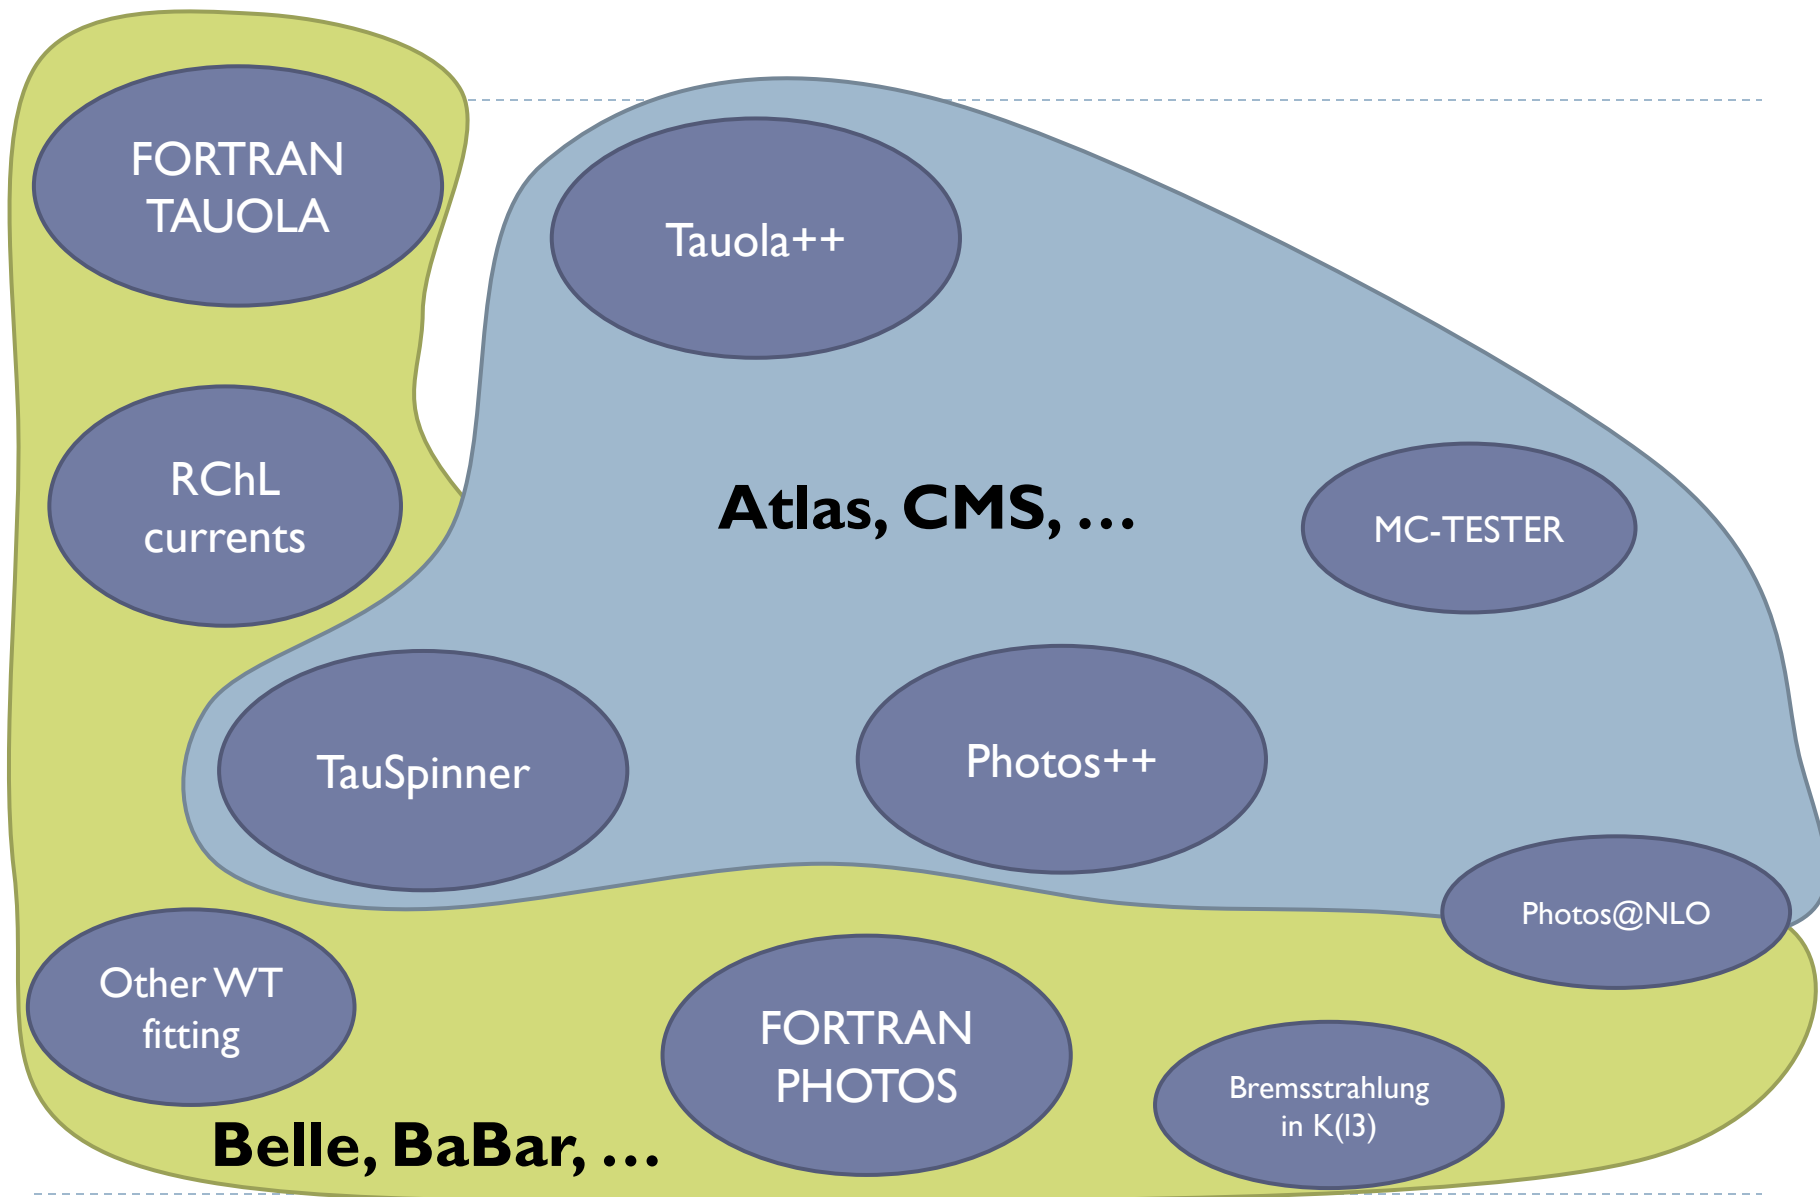 FORTRAN
TAUOLA
Tauola++
RChL
currents
Atlas, CMS, …
MC-TESTER
TauSpinner
Photos++
Photos@NLO
Other WT
fitting
FORTRAN
PHOTOS
Bremsstrahlung
in K(l3)
Belle, BaBar, …